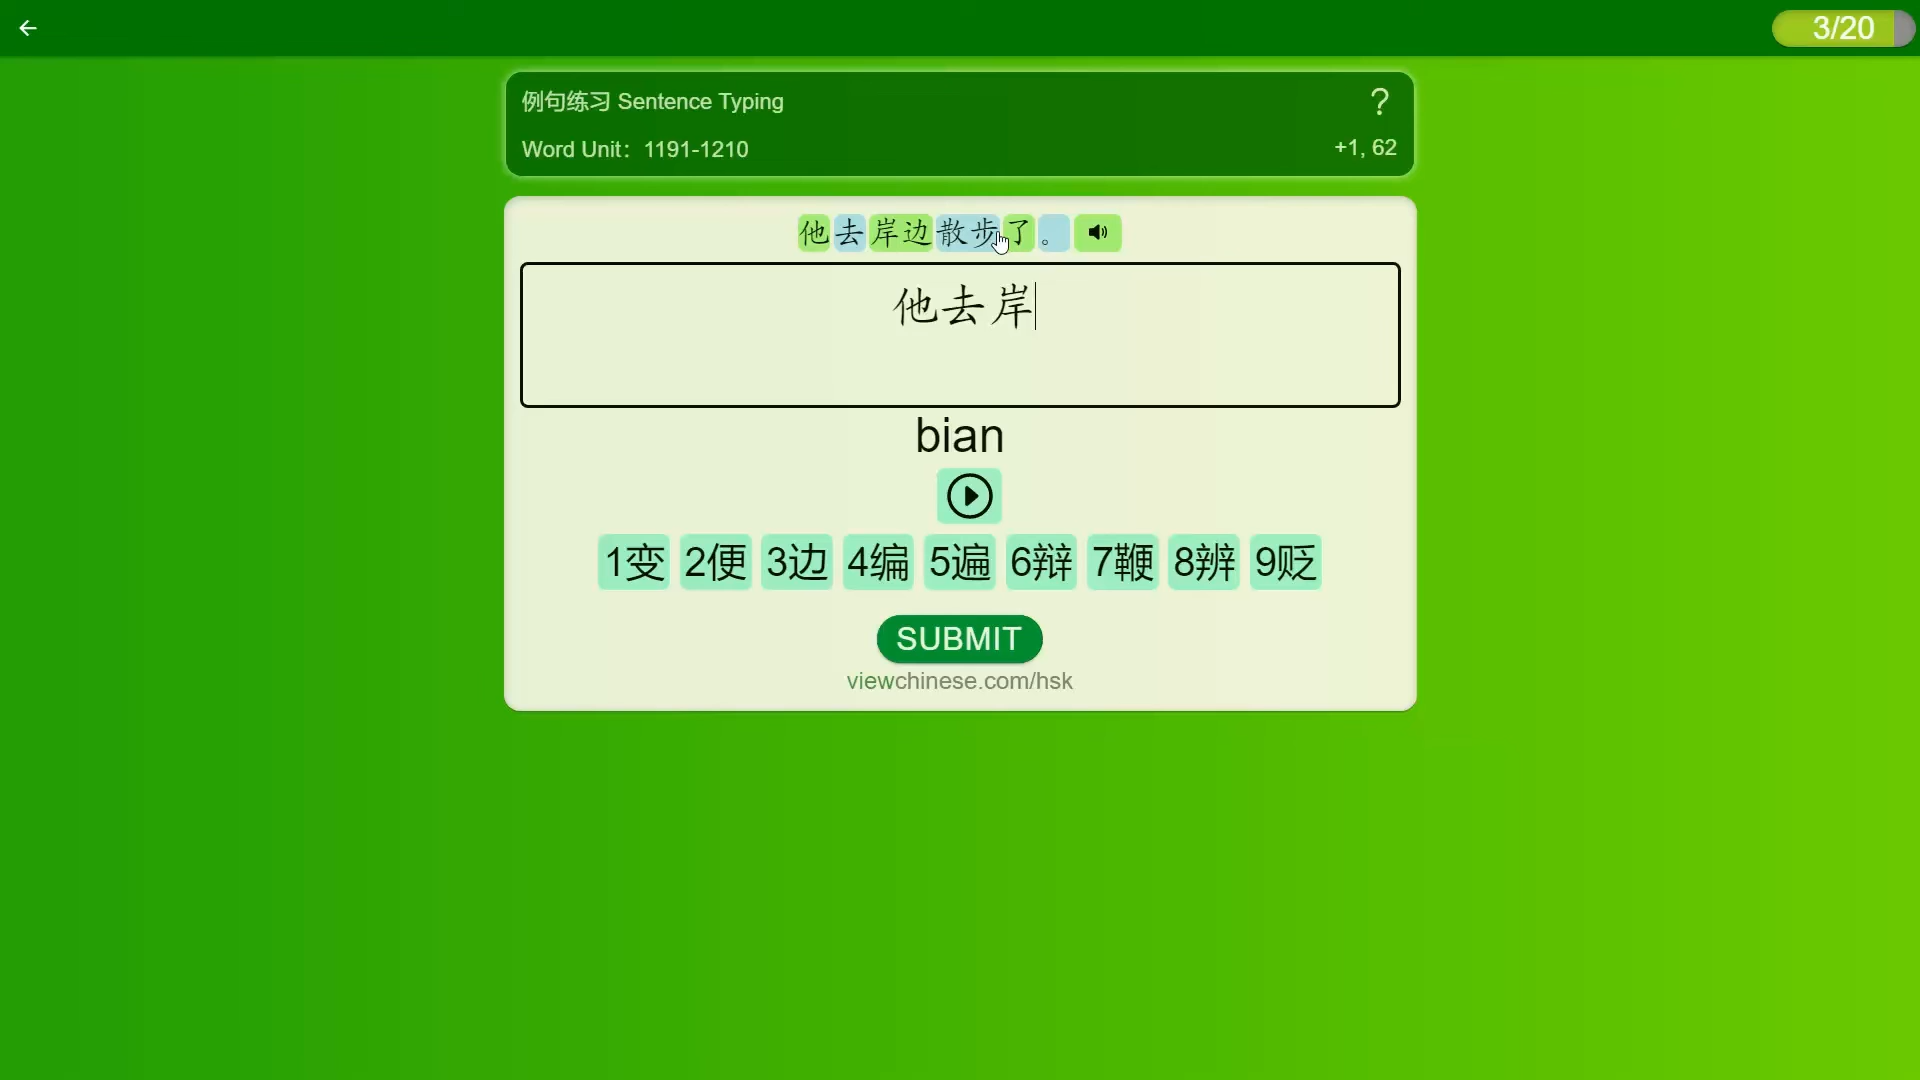 3/20
例句练习 Sentence Typing
?
Word Unit：1191-1210
+1, 62
他去岸边散步了。
他去岸
bian
1变 2便 3边 4编 5遍 6辩 7鞭 8辨 9贬
SUBMIT
viewchinese.com/hsk